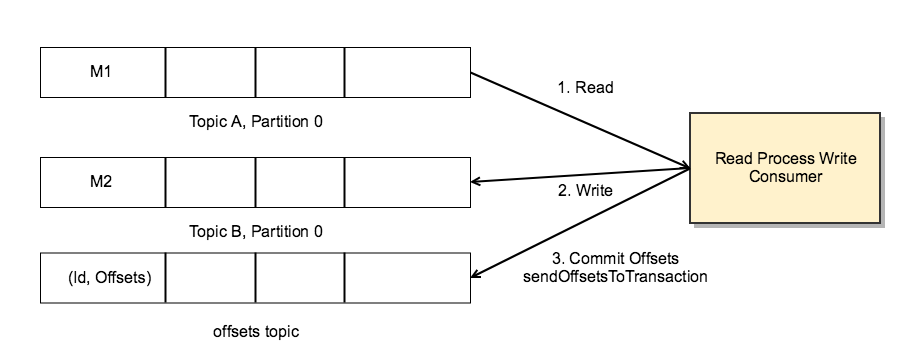 M1
Topic A, Partition 0
1. Read
M2
Topic B, Partition 0
2. Write
(Id, Offsets)
offsets topic
3. Commit Offsets
sendOffsetsToTransaction
Read Process Write
Consumer